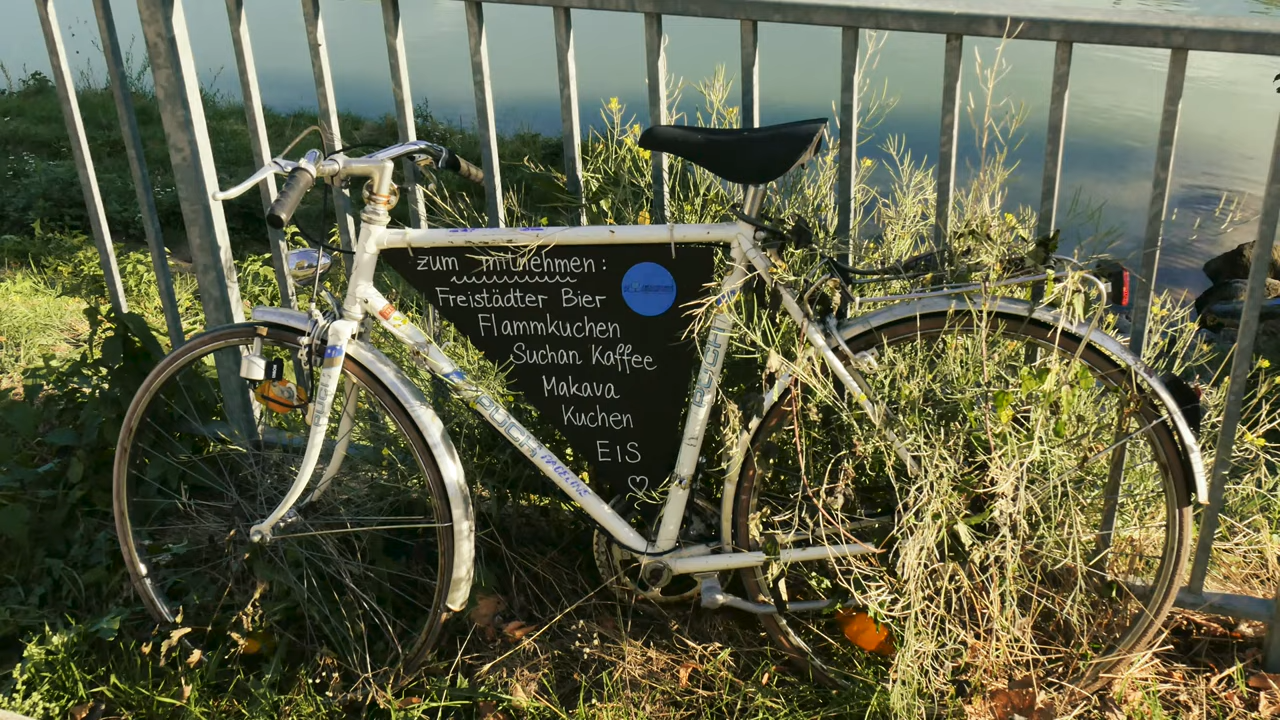 zum mitnehmen:
Freistädter Bier
Flammkuchen
Suchan Kaffee
Makava
Kuchen
EIS
PUCH
PUCH